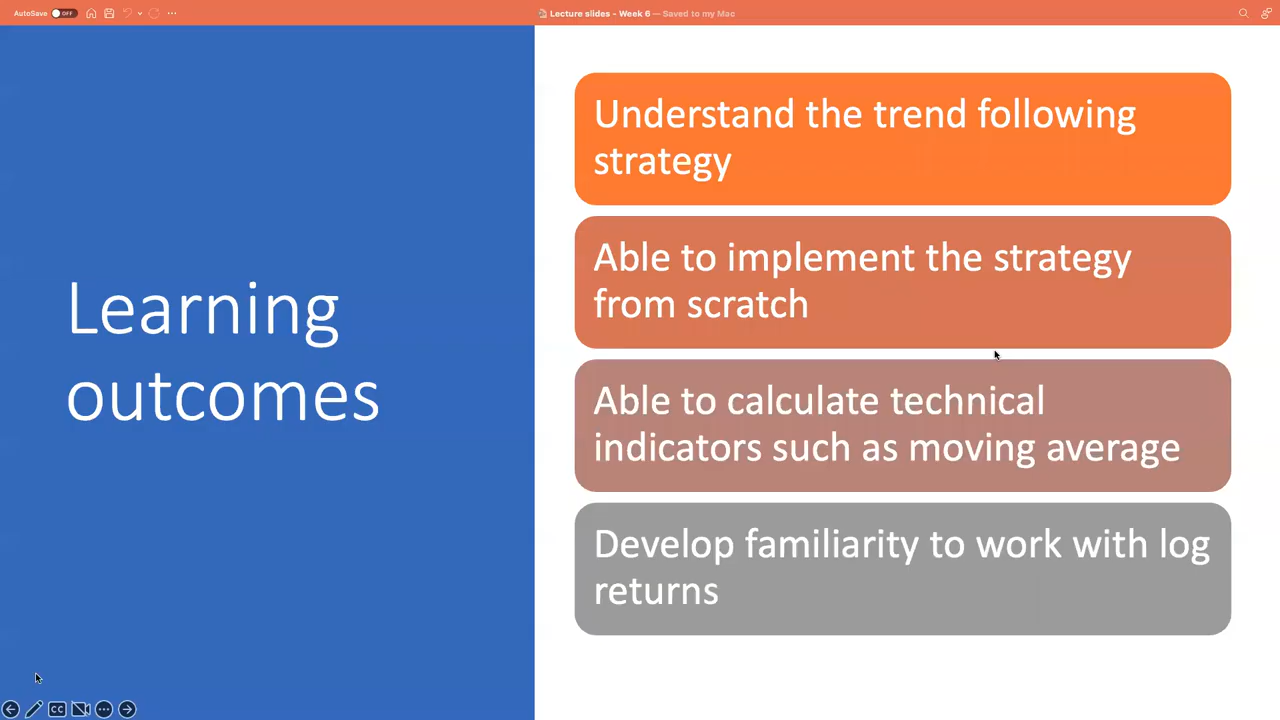 AutoSave OFF
Lecture slides - Week 6 — Saved to my Mac
Learning
outcomes
Understand the trend following
strategy
Able to implement the strategy
from scratch
Able to calculate technical
indicators such as moving average
Develop familiarity to work with log
returns
CC